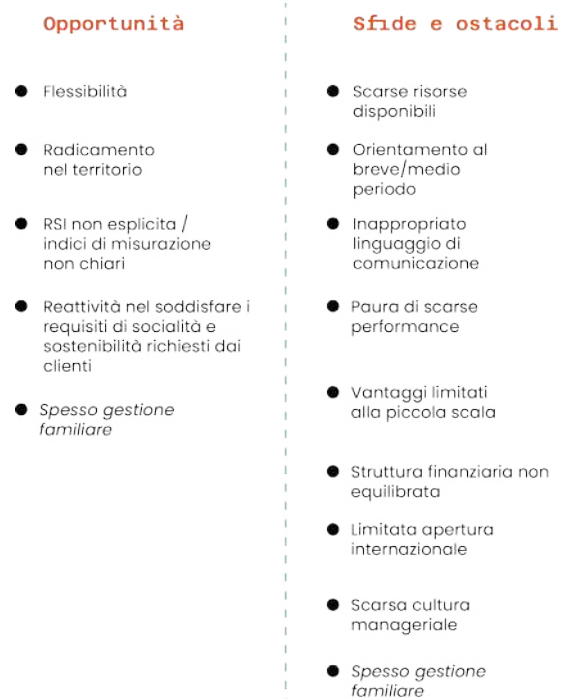 Opportunità
Flessibilità
Radicamento
nel territorio
RSI non esplicita /
indici di misurazione
non chiari
Reattività nel soddisfare i
requisiti di socialità e
sostenibilità richiesti dai
clienti
Spesso gestione
familiare
Sfide e ostacoli
Scarse risorse
disponibili
Orientamento al
breve/medio
periodo
Inappropriato
linguaggio di
comunicazione
Paura di scarse
performance
Vantaggi limitati
alla piccola scala
Struttura finanziaria non
equilibrata
Limitata apertura
internazionale
Scarsa cultura
manageriale
Spesso gestione
familiare